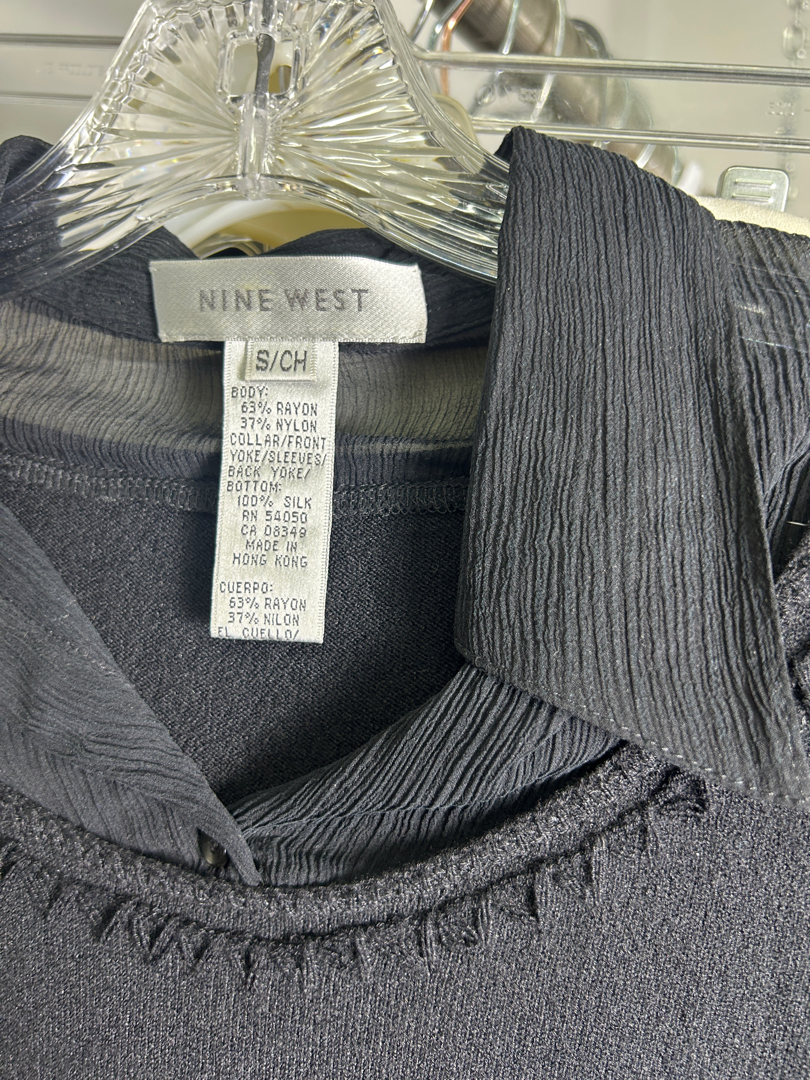 NINE WEST
S/CH
BODY:
63% RAYON
37% NYLON
COLLAR/FRONT
YOKE/SLEEVES/
BACK YOKE/
BOTTOM:
100% SILK
RN 54050
CA 08349
MADE IN
HONG KONG
CUERPO:
63% RAYON
37% NILON
EL CUELLO/